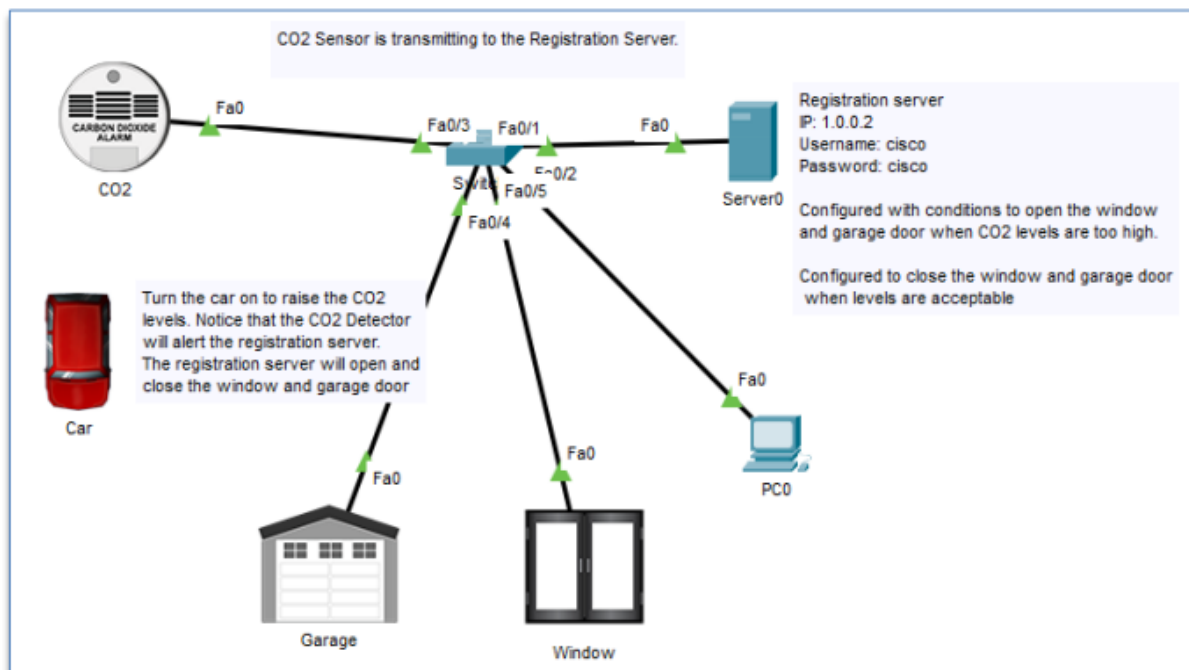 CO2 Sensor is transmitting to the Registration Server.
CARBON DIOXIDE
ALARM
CO2
Fa0
Fa0/3
Fa0/1
Fa0
Fa0/2
Fa0/5
Fa0/4
Server0
Registration server
IP: 1.0.0.2
Username: cisco
Password: cisco
Configured with conditions to open the window
and garage door when CO2 levels are too high.
Configured to close the window and garage door
when levels are acceptable
Turn the car on to raise the CO2
levels. Notice that the CO2 Detector
will alert the registration server.
The registration server will open and
close the window and garage door
Car
Fa0
Garage
Fa0
Window
Fa0
PC0